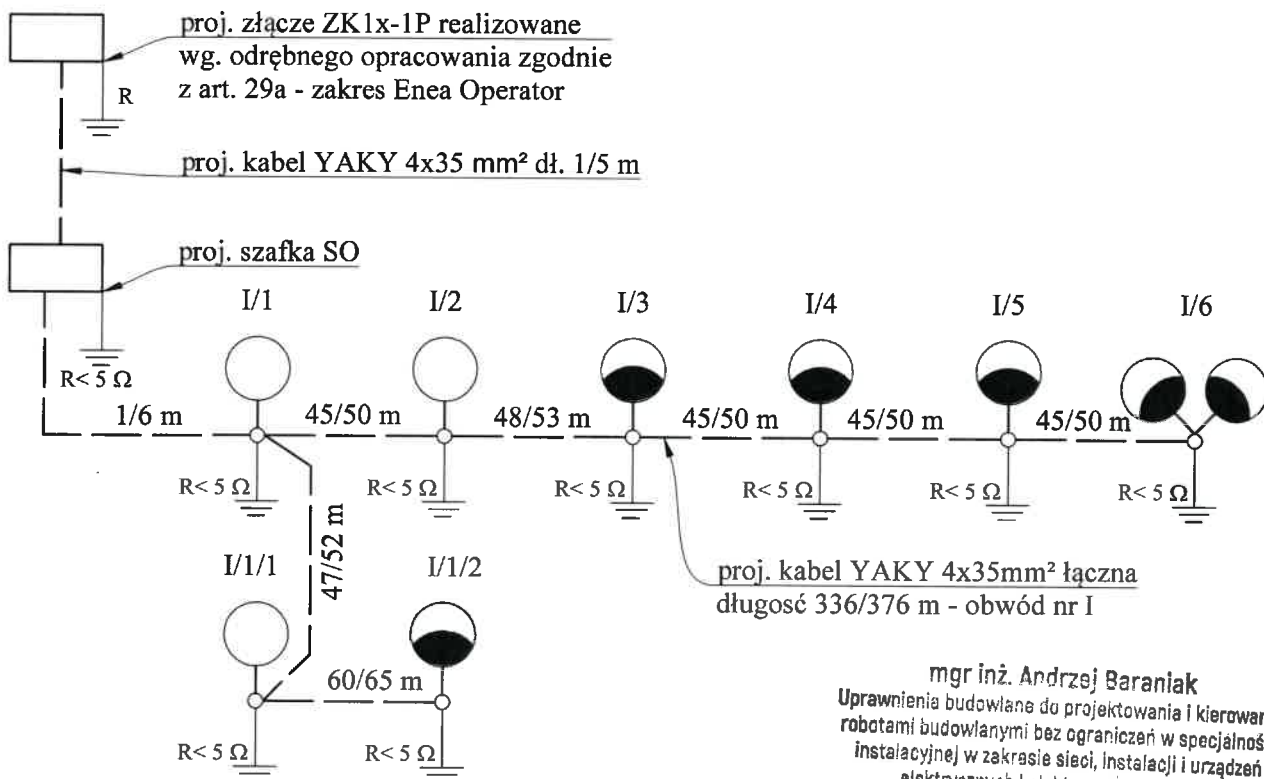 proj. złącze ZK1x-1P realizowane
wg. odrębnego opracowania zgodnie
z art. 29a - zakres Enea Operator
R
proj. kabel YAKY 4x35 mm² dł. 1/5 m
proj. szafka SO
R< 5 Ω
I/1
I/2
I/3
I/4
I/5
I/6
1/6 m
45/50 m
48/53 m
45/50 m
45/50 m
45/50 m
R< 5 Ω
R< 5 Ω
R< 5 Ω
R< 5 Ω
R< 5 Ω
R< 5 Ω
47/52 m
I/1/1
I/1/2
60/65 m
R< 5 Ω
R< 5 Ω
proj. kabel YAKY 4x35mm² łączna
długosć 336/376 m - obwód nr I
mgr inż. Andrzej Baraniak
Uprawnienia budowlane do projektowania i kierowan
robotami budowlanymi bez ograniczeń w specjalnoś
instalacyjnej w zakresie sieci, instalacji i urządzeń